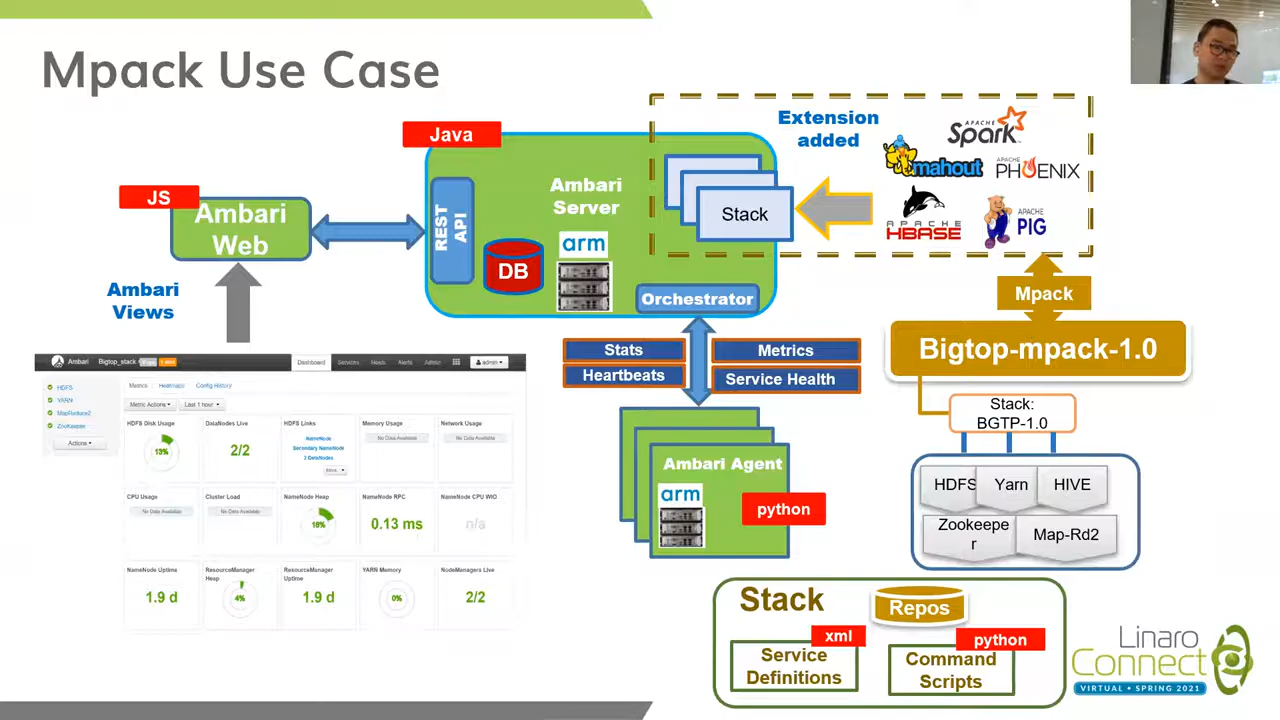 Mpack Use Case
JS
Ambari
Web
Ambari
Views
Java
REST
API
DB
Ambari
Server
arm
Orchestrator
Stack
Extension
added
APACHE
Spark
mahout
APACHE
PHOENIX
APACHE
HBASE
APACHE
PIG
Mpack
Bigtop-mpack-1.0
Stack:
BGTP-1.0
HDFS
Yarn
HIVE
Zookeepe
r
Map-Rd2
Stats
Metrics
Heartbeats
Service Health
Ambari Agent
arm
python
Ambari
Bigtop_stack
Dashboard
Services
Hosts
Alerts
Admin
admin
HDFS
YARN
MapReduce2
ZooKeeper
Actions
Metrics
Heatmaps
Config History
Metric Actions
Last 1 hour
HDFS Disk Usage
13%
DataNodes Live
2/2
HDFS Links
NameNode
Secondary NameNode
2 DataNodes
More...
Memory Usage
No Data Available
Network Usage
No Data Available
CPU Usage
No Data Available
Cluster Load
No Data Available
NameNode Heap
16%
NameNode RPC
0.13 ms
NameNode CPU WIO
n/a
NameNode Uptime
1.9 d
ResourceManager
Heap
4%
ResourceManager
Uptime
1.9 d
YARN Memory
0%
NodeManagers Live
2/2
Stack
Repos
xml
Service
Definitions
python
Command
Scripts
Linaro
Connect
VIRTUAL • SPRING 2021